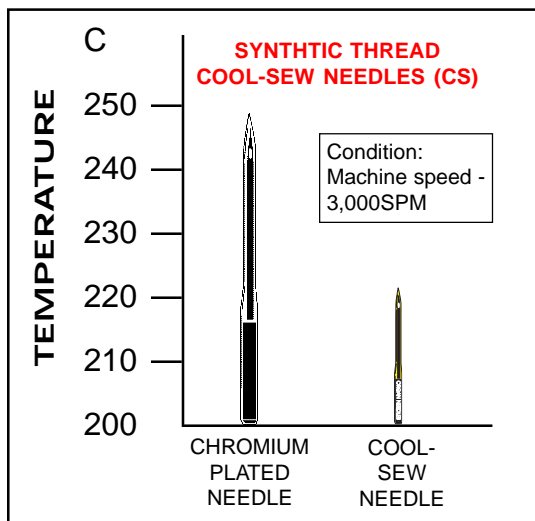 C
SYNTHTIC THREAD
COOL-SEW NEEDLES (CS)
TEMPERATURE
250
240
230
220
210
200
Condition:
Machine speed -
3,000SPM
CHROMIUM
PLATED
NEEDLE
COOL-
SEW
NEEDLE